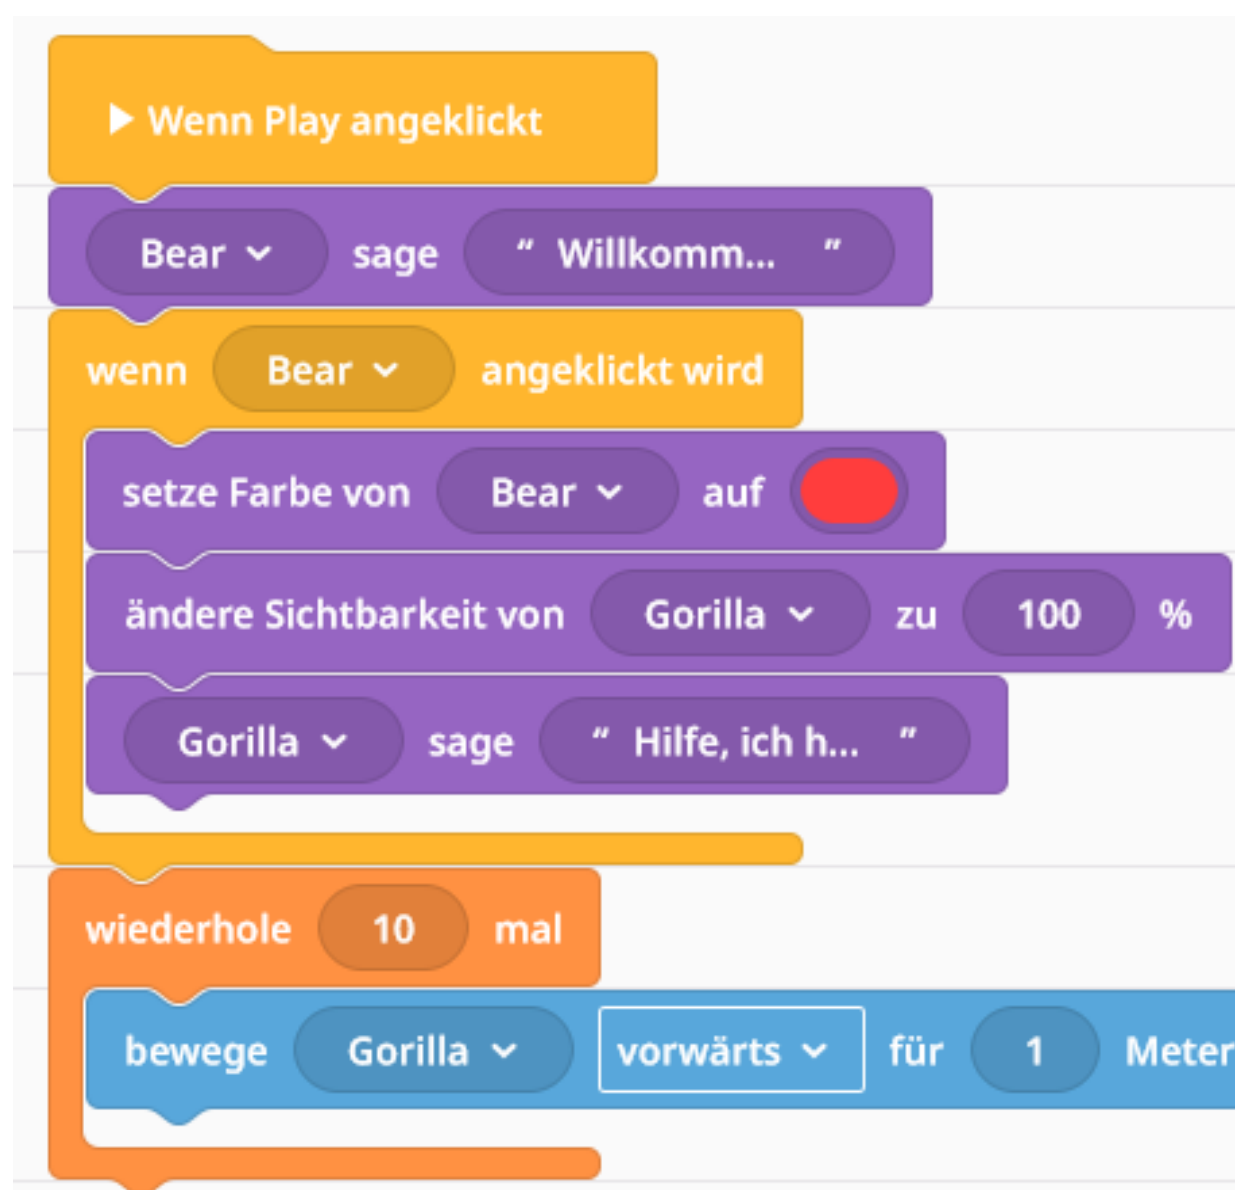 Wenn Play angeklickt
Bear sage “ Willkomm... ”
wenn Bear angeklickt wird
setze Farbe von Bear auf
ändere Sichtbarkeit von Gorilla zu 100 %
Gorilla sage “ Hilfe, ich h... ”
wiederhole 10 mal
bewege Gorilla vorwärts für 1 Meter